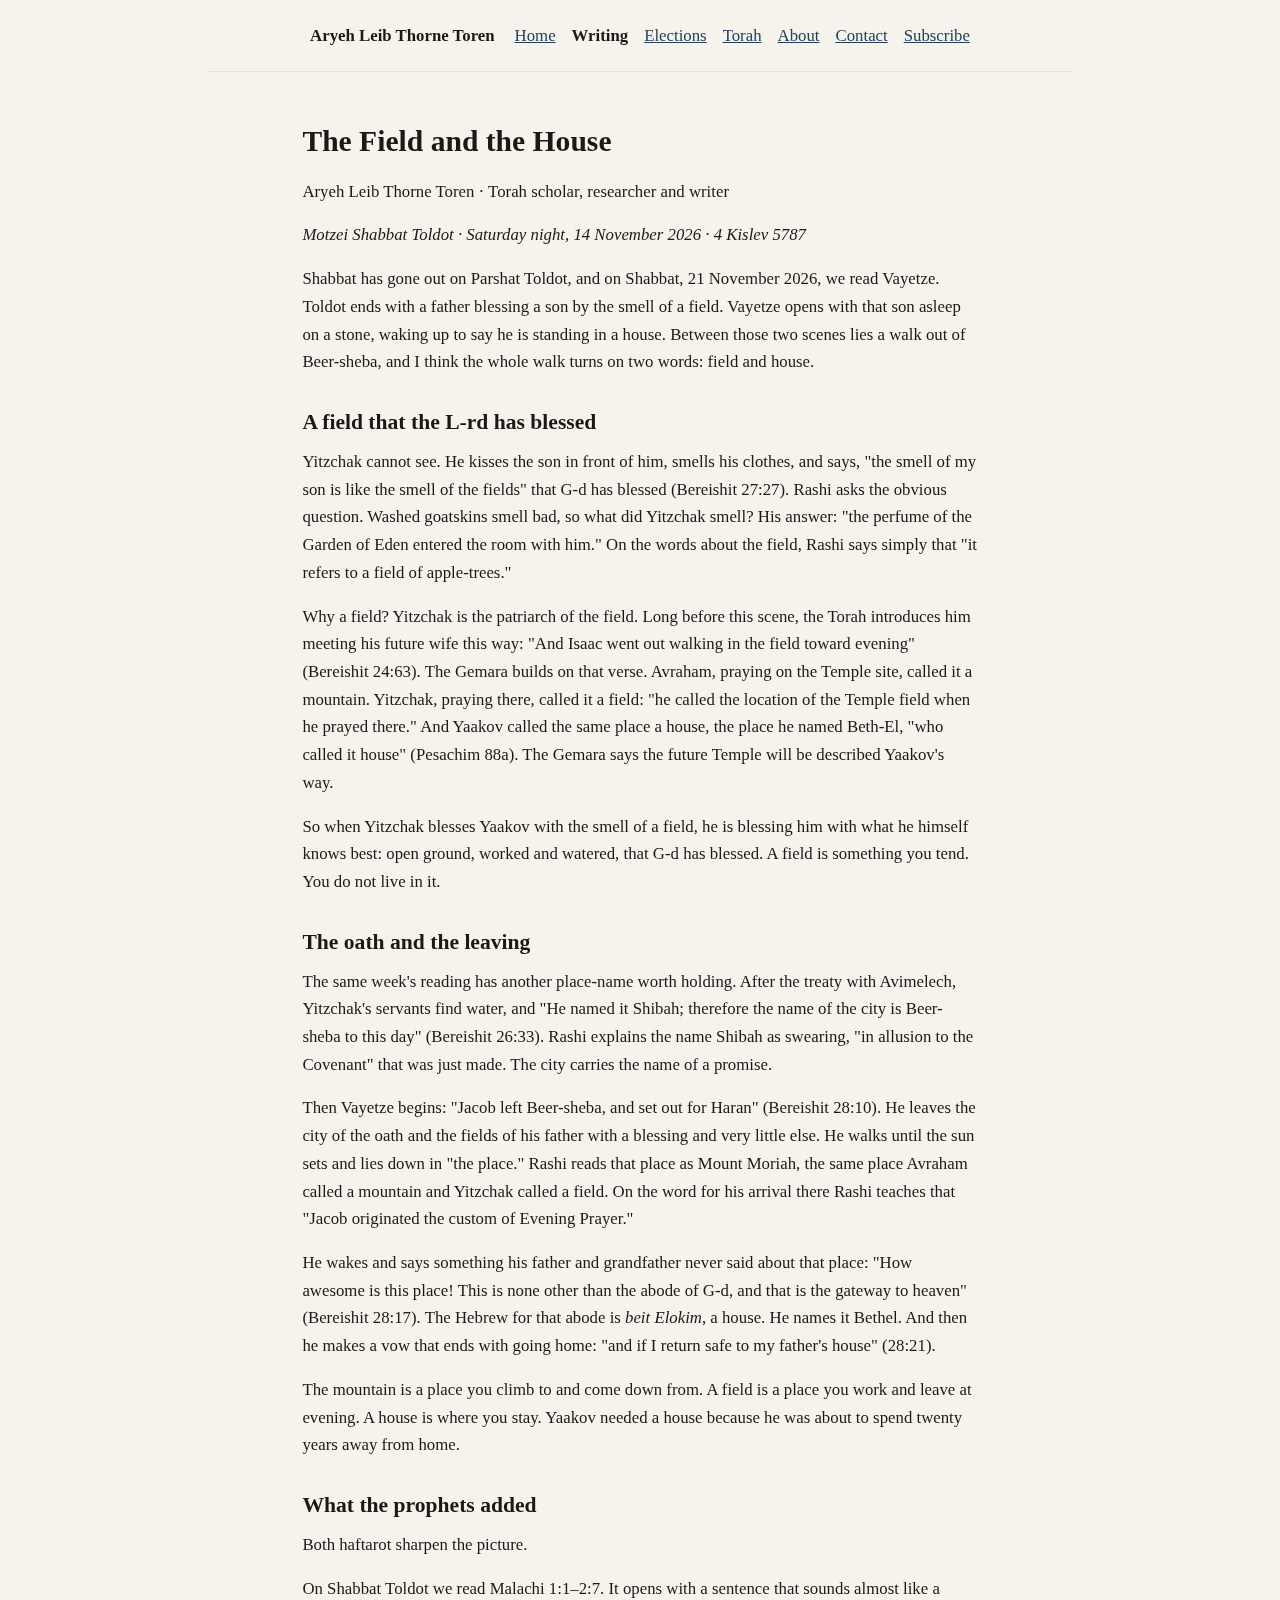 Aryeh Leib Thorne Toren Home Writing Elections Torah About Contact Subscribe
The Field and the House
Aryeh Leib Thorne Toren · Torah scholar, researcher and writer
Motzei Shabbat Toldot · Saturday night, 14 November 2026 · 4 Kislev 5787
Shabbat has gone out on Parshat Toldot, and on Shabbat, 21 November 2026, we read Vayetze.
Toldot ends with a father blessing a son by the smell of a field. Vayetze opens with that son asleep
on a stone, waking up to say he is standing in a house. Between those two scenes lies a walk out of
Beer-sheba, and I think the whole walk turns on two words: field and house.
A field that the L-rd has blessed
Yitzchak cannot see. He kisses the son in front of him, smells his clothes, and says, "the smell of my
son is like the smell of the fields" that G-d has blessed (Bereishit 27:27). Rashi asks the obvious
question. Washed goatskins smell bad, so what did Yitzchak smell? His answer: "the perfume of the
Garden of Eden entered the room with him." On the words about the field, Rashi says simply that "it
refers to a field of apple-trees."
Why a field? Yitzchak is the patriarch of the field. Long before this scene, the Torah introduces him
meeting his future wife this way: "And Isaac went out walking in the field toward evening"
(Bereishit 24:63). The Gemara builds on that verse. Avraham, praying on the Temple site, called it a
mountain. Yitzchak, praying there, called it a field: "he called the location of the Temple field when
he prayed there." And Yaakov called the same place a house, the place he named Beth-El, "who
called it house" (Pesachim 88a). The Gemara says the future Temple will be described Yaakov's
way.
So when Yitzchak blesses Yaakov with the smell of a field, he is blessing him with what he himself
knows best: open ground, worked and watered, that G-d has blessed. A field is something you tend.
You do not live in it.
The oath and the leaving
The same week's reading has another place-name worth holding. After the treaty with Avimelech,
Yitzchak's servants find water, and "He named it Shibah; therefore the name of the city is Beer-
sheba to this day" (Bereishit 26:33). Rashi explains the name Shibah as swearing, "in allusion to the
Covenant" that was just made. The city carries the name of a promise.
Then Vayetze begins: "Jacob left Beer-sheba, and set out for Haran" (Bereishit 28:10). He leaves the
city of the oath and the fields of his father with a blessing and very little else. He walks until the sun
sets and lies down in "the place." Rashi reads that place as Mount Moriah, the same place Avraham
called a mountain and Yitzchak called a field. On the word for his arrival there Rashi teaches that
"Jacob originated the custom of Evening Prayer."
He wakes and says something his father and grandfather never said about that place: "How
awesome is this place! This is none other than the abode of G-d, and that is the gateway to heaven"
(Bereishit 28:17). The Hebrew for that abode is beit Elokim, a house. He names it Bethel. And then
he makes a vow that ends with going home: "and if I return safe to my father's house" (28:21).
The mountain is a place you climb to and come down from. A field is a place you work and leave at
evening. A house is where you stay. Yaakov needed a house because he was about to spend twenty
years away from home.
What the prophets added
Both haftarot sharpen the picture.
On Shabbat Toldot we read Malachi 1:1–2:7. It opens with a sentence that sounds almost like a